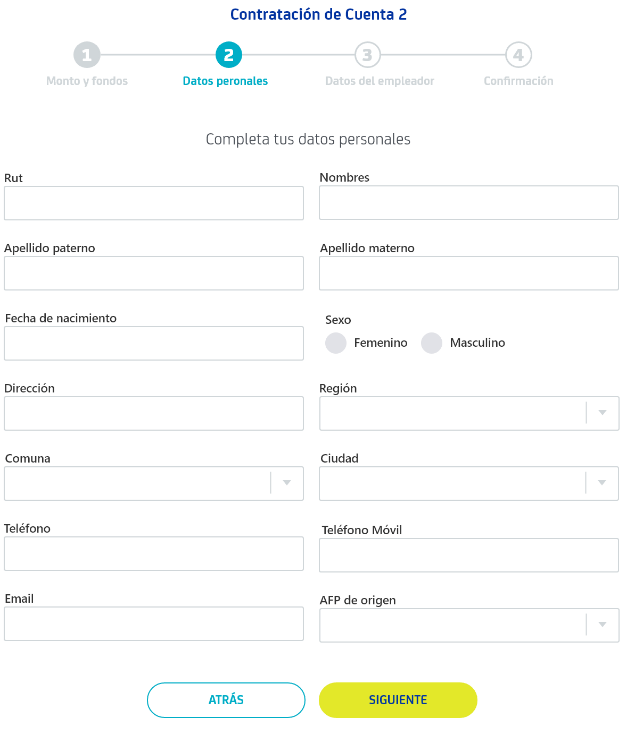 Contratación de Cuenta 2
1 2 3 4
Monto y fondos Datos peronales Datos del empleador Confirmación
Completa tus datos personales
Rut Nombres
Apellido paterno Apellido materno
Fecha de nacimiento Sexo
Femenino Masculino
Dirección Región
Comuna Ciudad
Teléfono Teléfono Móvil
Email AFP de origen
ATRÁS SIGUIENTE